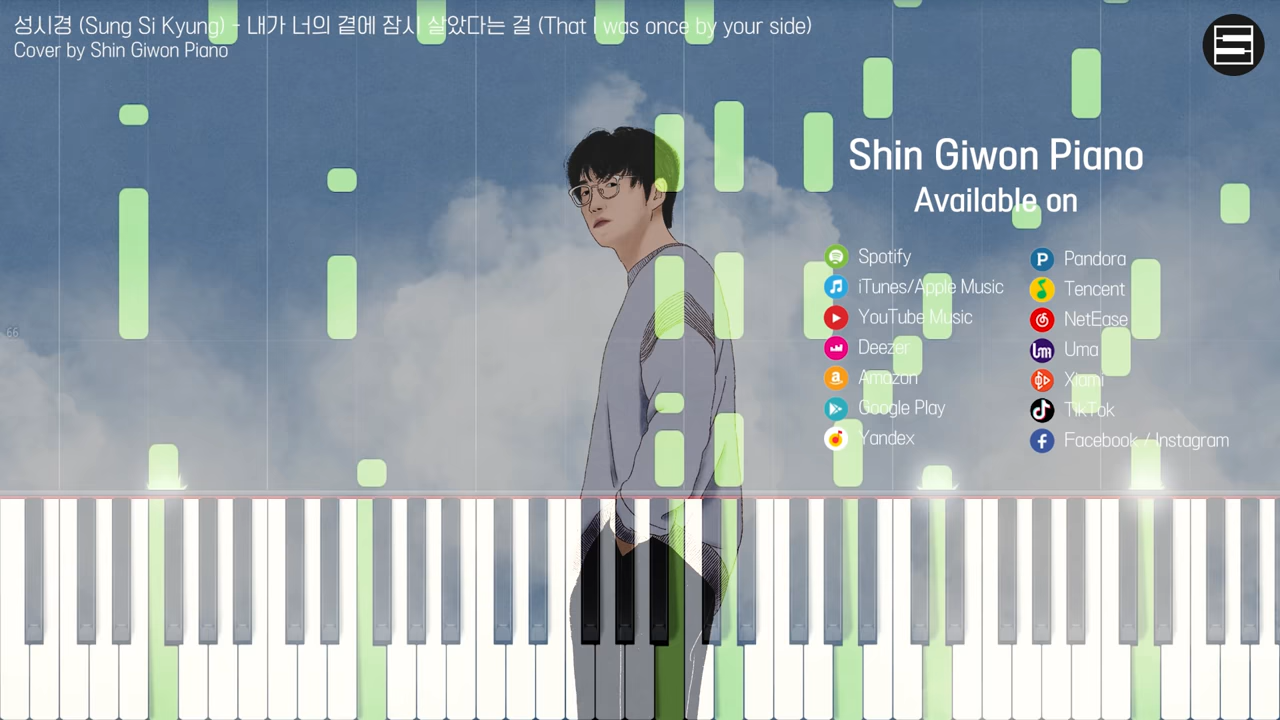 성시경 (Sung Si Kyung) - 내가 너의 곁에 잠시 살았다는 걸 (That I was once by your side)
Cover by Shin Giwon Piano
Shin Giwon Piano
Available on
Spotify
iTunes/Apple Music
YouTube Music
Deezer
Amazon
Google Play
Yandex
Pandora
Tencent
NetEase
Uma
Xiami
TikTok
Facebook / Instagram
66